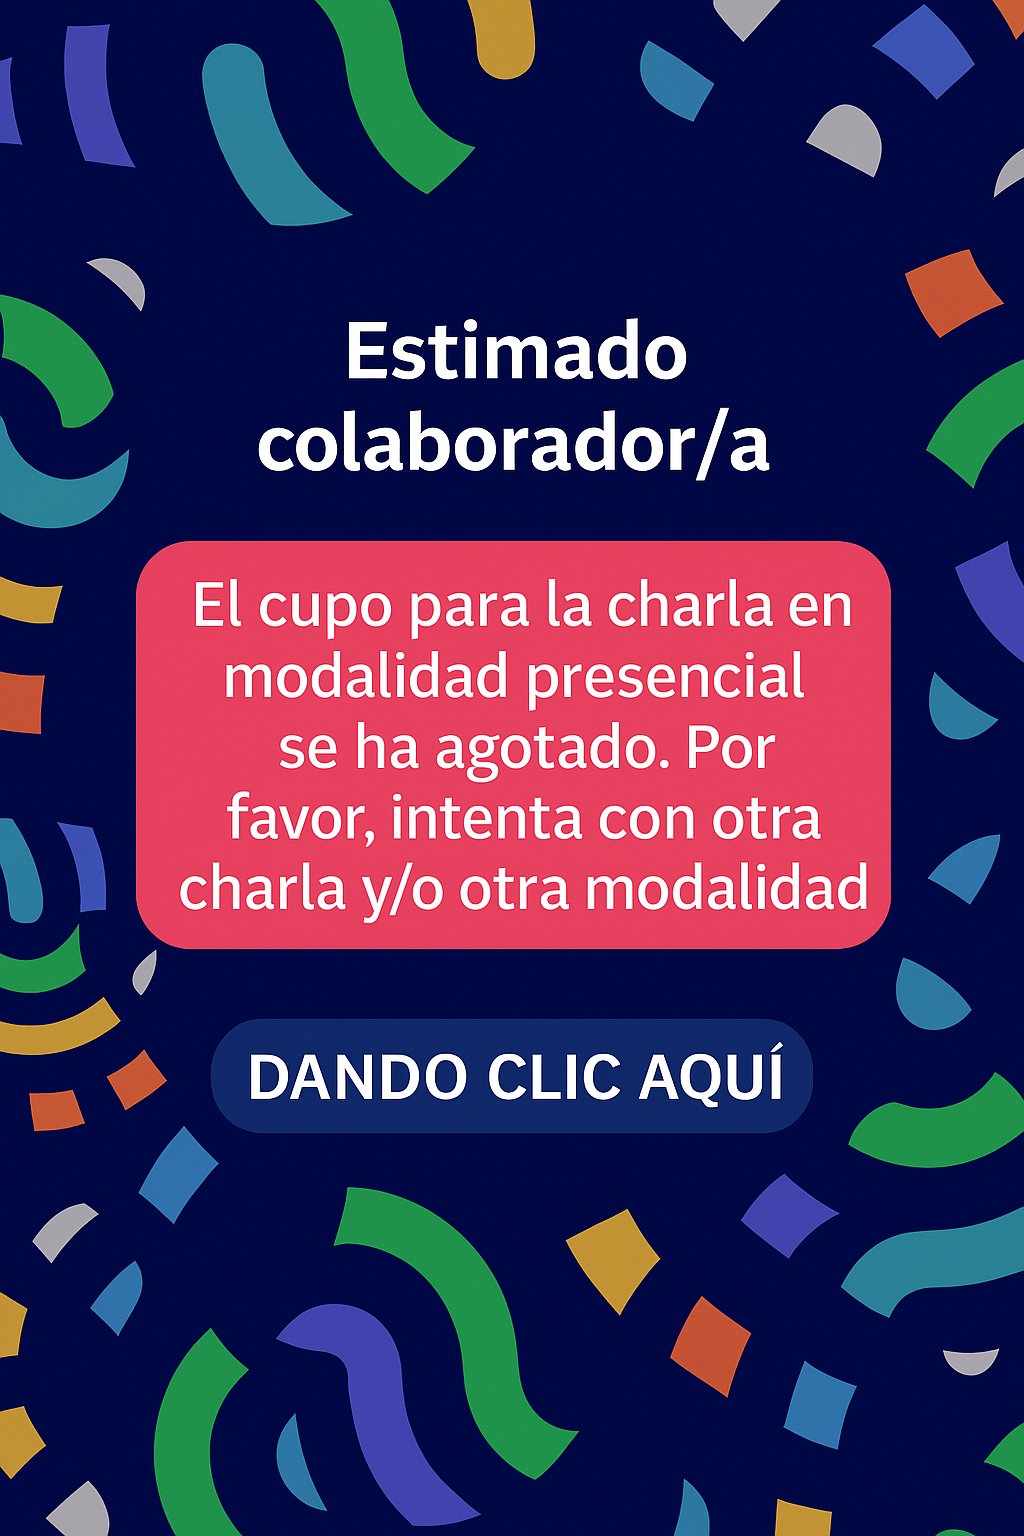 Estimado
colaborador/a
El cupo para la charla en
modalidad presencial
se ha agotado. Por
favor, intenta con otra
charla y/o otra modalidad
DANDO CLIC AQUÍ